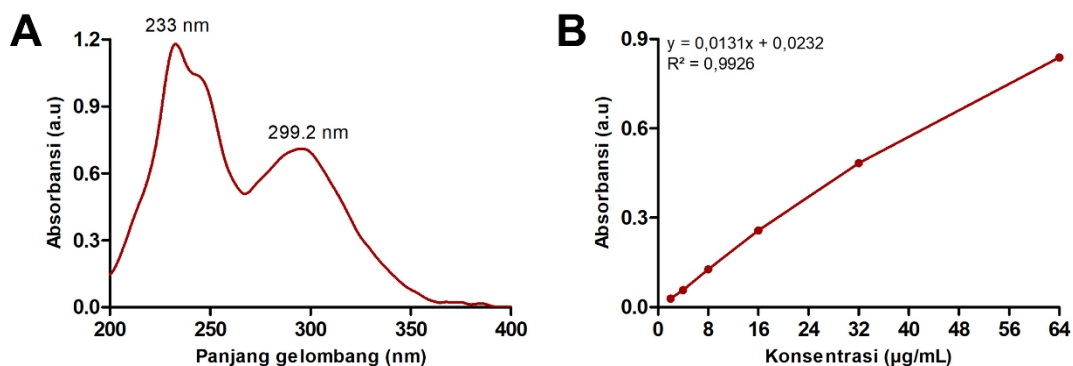 A
233 nm
299.2 nm
Absorbansi (a.u)
1.2
0.9
0.6
0.3
0.0
200 250 300 350 400
Panjang gelombang (nm)
B
y = 0,0131x + 0,0232
R² = 0,9926
Absorbansi (a.u)
0.9
0.6
0.3
0.0
0 8 16 24 32 40 48 56 64
Konsentrasi (µg/mL)